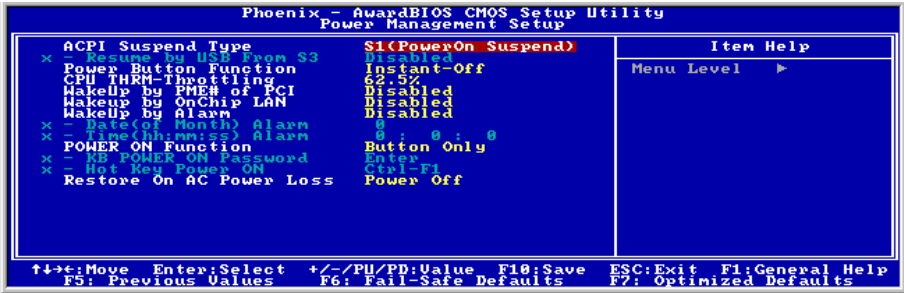 Phoenix - AwardBIOS CMOS Setup Utility
Power Management Setup
ACPI Suspend Type S1(PowerOn Suspend)
x - Resume by USB From S3 Disabled
Power Button Function Instant-Off
CPU THRM-Throttling 62.5%
WakeUp by PME# of PCI Disabled
WakeUp by OnChip LAN Disabled
WakeUp by Alarm Disabled
x - Date(of Month) Alarm 0
x - Time(hh:mm:ss) Alarm 0 : 0 : 0
POWER ON Function Button Only
x - KB POWER ON Password Enter
x - Hot Key Power ON Ctrl-F1
Restore On AC Power Loss Power Off
Item Help
Menu Level ►
↑↓→←:Move Enter:Select +/-/PU/PD:Value F10:Save ESC:Exit F1:General Help
F5: Previous Values F6: Fail-Safe Defaults F7: Optimized Defaults